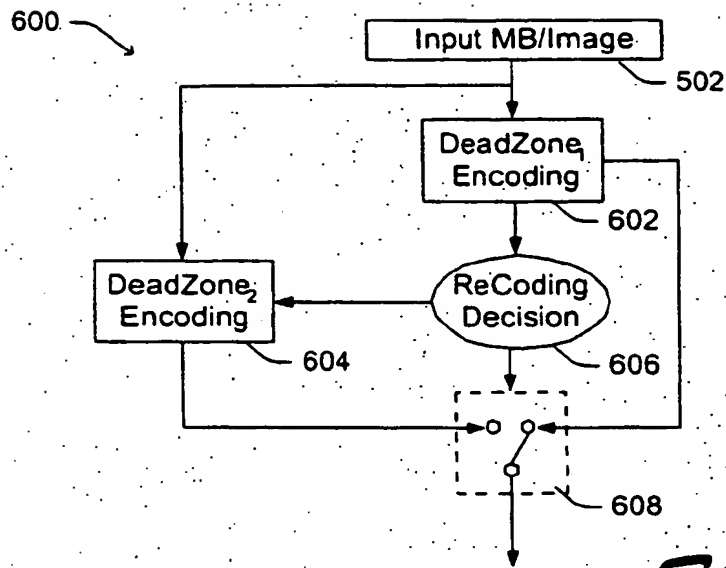 600
Input MB/Image
502
DeadZone₁
Encoding
602
DeadZone₂
Encoding
604
ReCoding
Decision
606
608